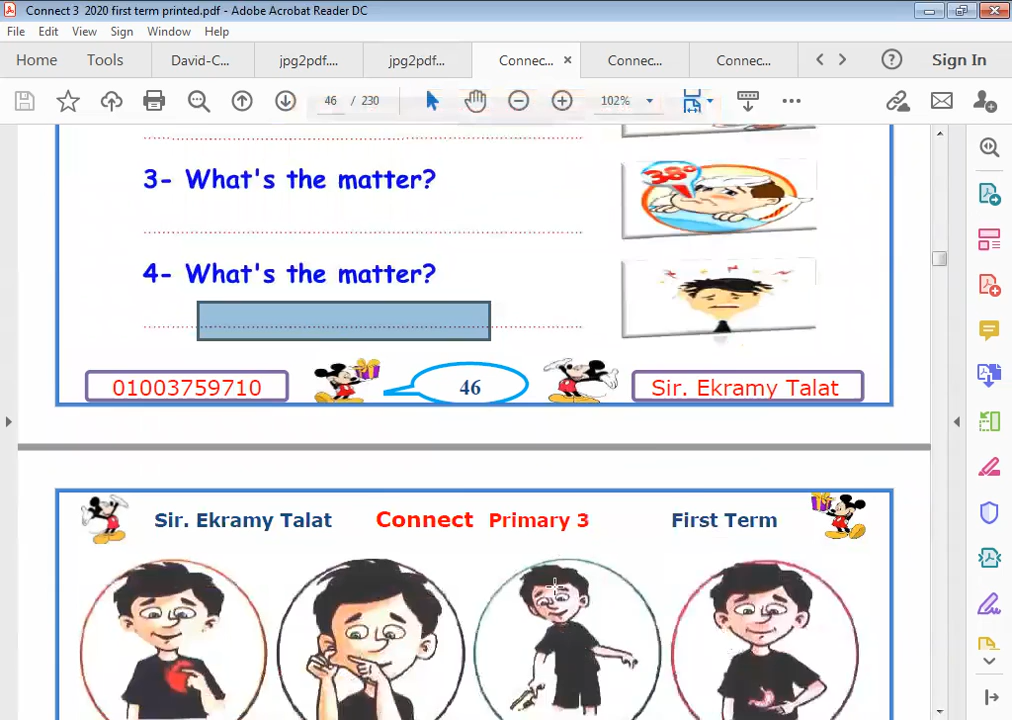 Connect 3  2020 first term printed.pdf - Adobe Acrobat Reader DC
File Edit View Sign Window Help
Home Tools David-C... jpg2pdf.... jpg2pdf.... Connec... × Connec... Connec... Sign In
46 / 230 102%
3- What's the matter?
38°
4- What's the matter?
01003759710 46 Sir. Ekramy Talat
Sir. Ekramy Talat Connect Primary 3 First Term